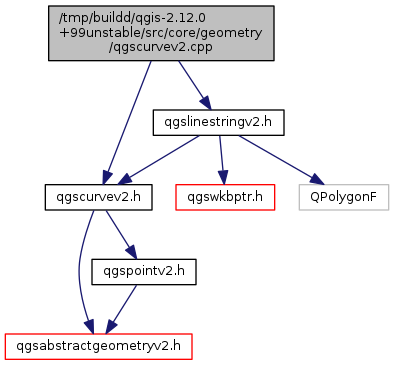 /tmp/buildd/qgis-2.12.0
+99unstable/src/core/geometry
/qgscurvev2.cpp
qgslinestringv2.h
qgscurvev2.h
qgswkbptr.h
QPolygonF
qgspointv2.h
qgsabstractgeometryv2.h